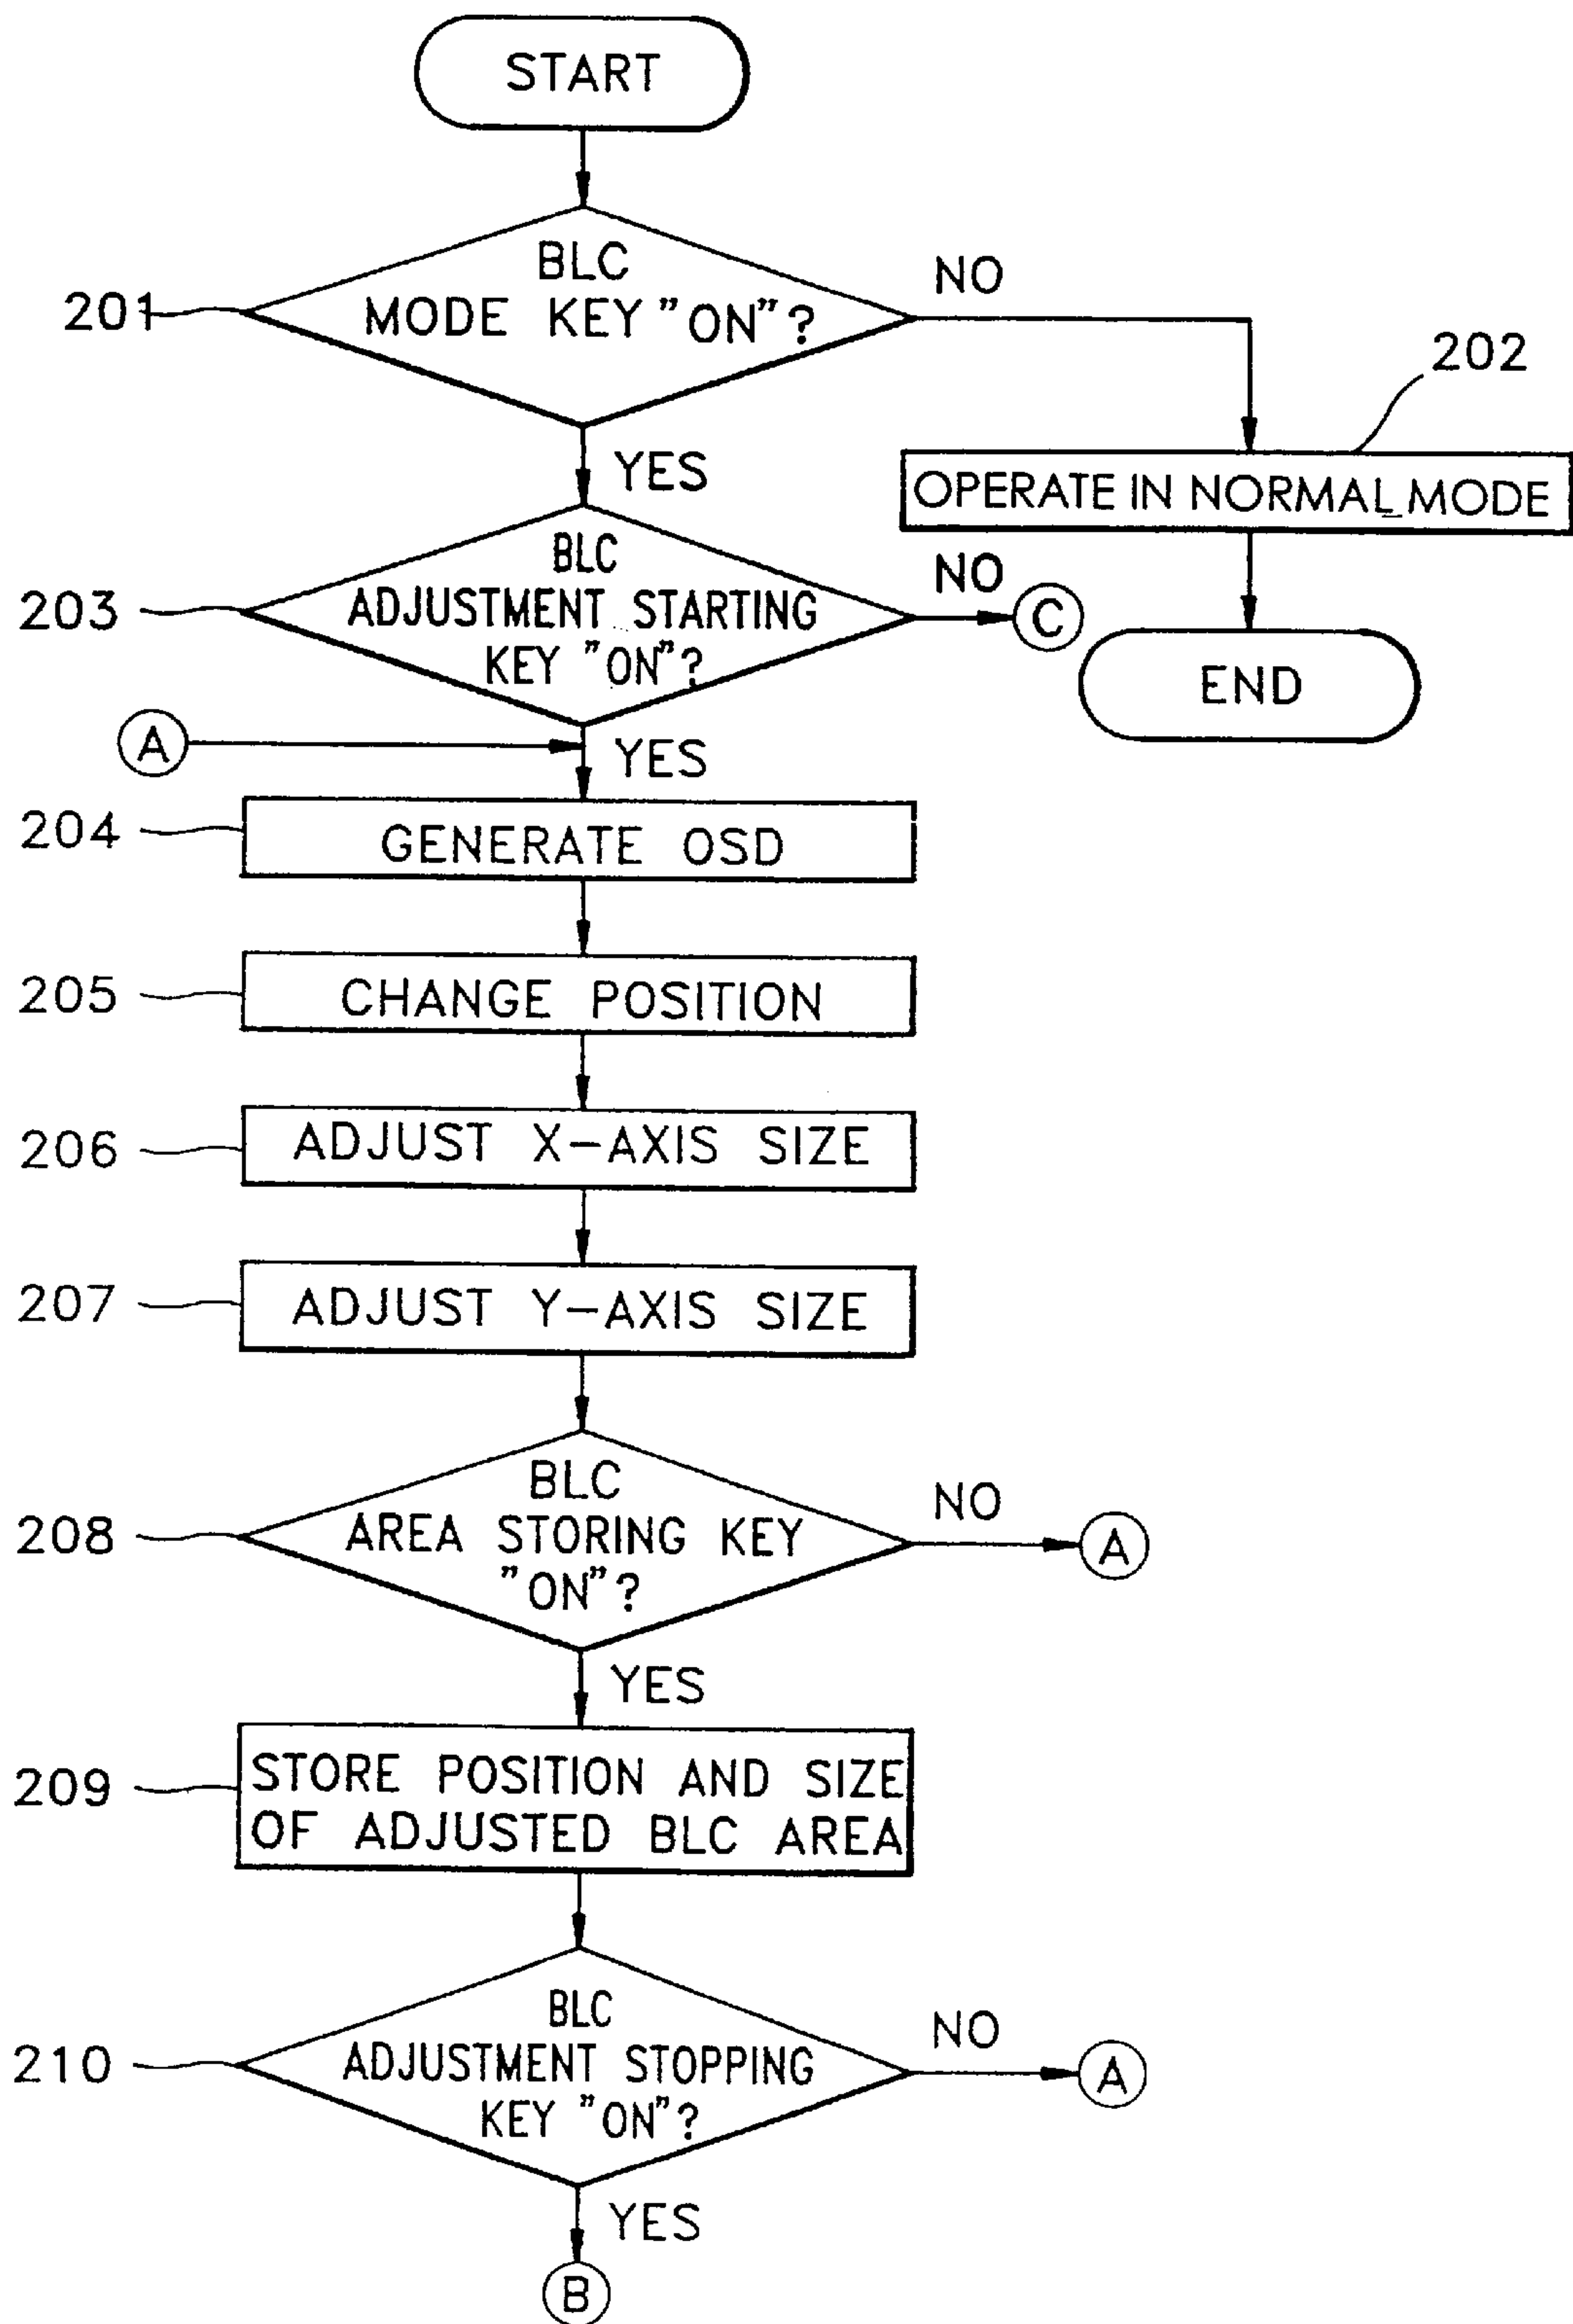 START
BLC
MODE KEY "ON"?
NO
201
202
YES
OPERATE IN NORMAL MODE
BLC
ADJUSTMENT STARTING
KEY "ON"?
NO
C
203
END
A
YES
204
GENERATE OSD
205
CHANGE POSITION
206
ADJUST X-AXIS SIZE
207
ADJUST Y-AXIS SIZE
BLC
AREA STORING KEY
"ON"?
NO
A
208
YES
209
STORE POSITION AND SIZE
OF ADJUSTED BLC AREA
BLC
ADJUSTMENT STOPPING
KEY "ON"?
NO
A
210
YES
B